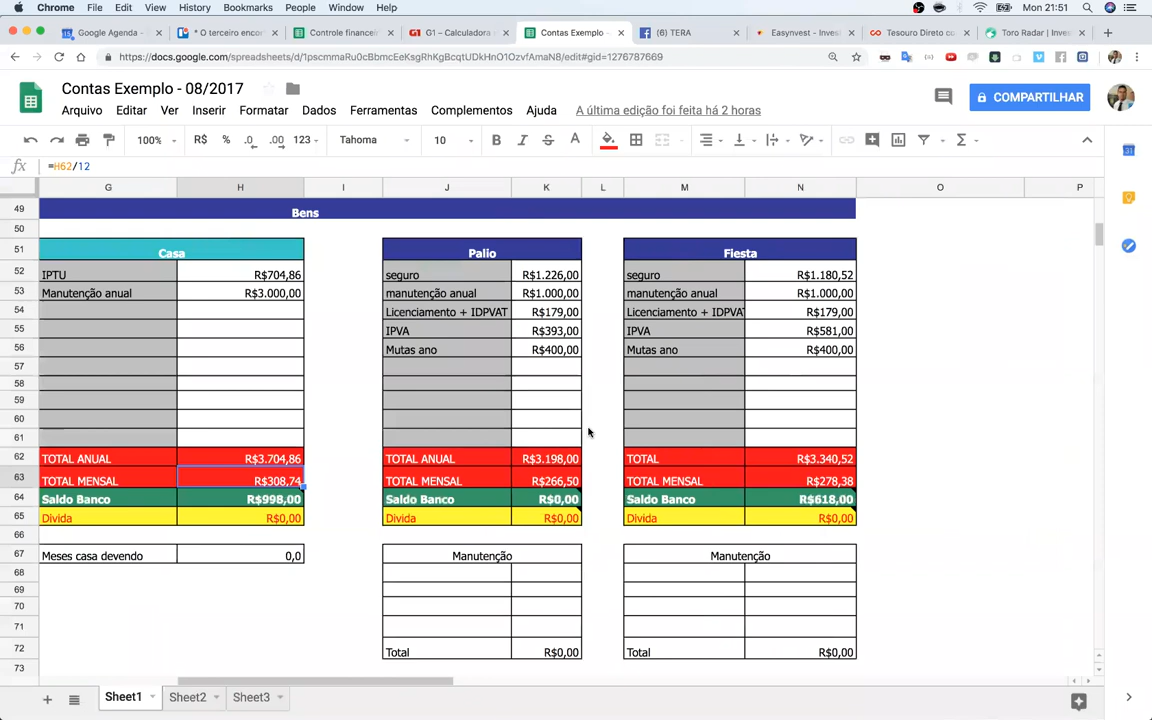 Chrome File Edit View History Bookmarks People Window Help Mon 21:51
Google Agenda - * O terceiro encon Controle financei G1 – Calculadora Contas Exemplo - (6) TERA Easynvest - Invest Tesouro Direto co Toro Radar | Inves
https://docs.google.com/spreadsheets/d/1pscmmaRu0cBbmcEeKsgRhKgBcqtUDkHnO1OzvfAmaN8/edit#gid=1276787669
Contas Exemplo - 08/2017
COMPARTILHAR
Arquivo Editar Ver Inserir Formatar Dados Ferramentas Complementos Ajuda A última edição foi feita há 2 horas
100% R$ % .0 .00 123 Tahoma 10 B I S A Σ
fx =H62/12
G H I J K L M N O P
49 Bens
50
51 Casa Palio Fiesta
52 IPTU R$704,86 seguro R$1.226,00 seguro R$1.180,52
53 Manutenção anual R$3.000,00 manutenção anual R$1.000,00 manutenção anual R$1.000,00
54 Licenciamento + IDPVAT R$179,00 Licenciamento + IDPVAT R$179,00
55 IPVA R$393,00 IPVA R$581,00
56 Mutas ano R$400,00 Mutas ano R$400,00
57
58
59
60
61
62 TOTAL ANUAL R$3.704,86 TOTAL ANUAL R$3.198,00 TOTAL R$3.340,52
63 TOTAL MENSAL R$308,74 TOTAL MENSAL R$266,50 TOTAL MENSAL R$278,38
64 Saldo Banco R$998,00 Saldo Banco R$0,00 Saldo Banco R$618,00
65 Divida R$0,00 Divida R$0,00 Divida R$0,00
66
67 Meses casa devendo 0,0 Manutenção Manutenção
68
69
70
71
72 Total R$0,00 Total R$0,00
73
Sheet1 Sheet2 Sheet3